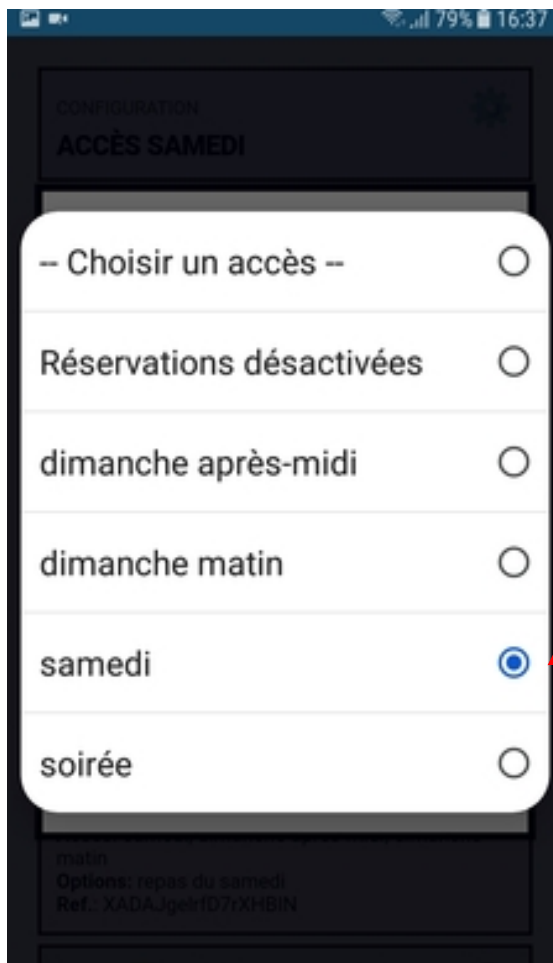 79% 16:37
CONFIGURATION
ACCÈS SAMEDI
-- Choisir un accès --
Réservations désactivées
dimanche après-midi
dimanche matin
samedi
soirée
matin
Options: repas du samedi